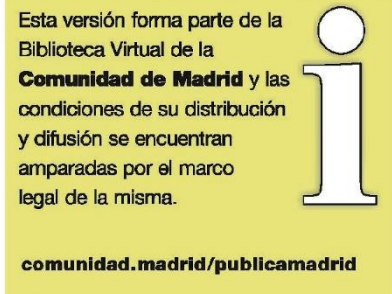 Esta versión forma parte de la
Biblioteca Virtual de la
Comunidad de Madrid y las
condiciones de su distribución
y difusión se encuentran
amparadas por el marco
legal de la misma.
i
comunidad.madrid/publicamadrid